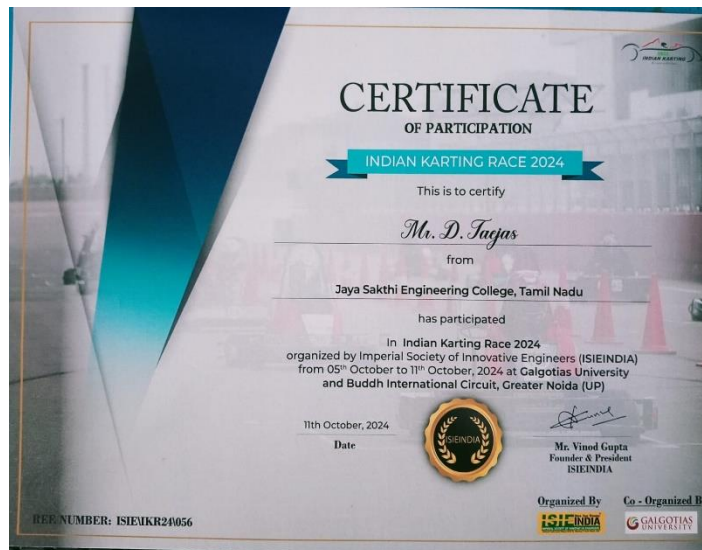 INDIAN KARTING
CERTIFICATE
OF PARTICIPATION
INDIAN KARTING RACE 2024
This is to certify
Mr. D. Taejas
from
Jaya Sakthi Engineering College, Tamil Nadu
has participated
In Indian Karting Race 2024
organized by Imperial Society of Innovative Engineers (ISIEINDIA)
from 05th October to 11th October, 2024 at Galgotias University
and Buddh International Circuit, Greater Noida (UP)
11th October, 2024
Date
ISIEINDIA
Mr. Vinod Gupta
Founder & President
ISIEINDIA
Organized By
Co - Organized B
ISIE INDIA
GALGOTIAS
UNIVERSITY
REF NUMBER: ISIE\IKR24\056